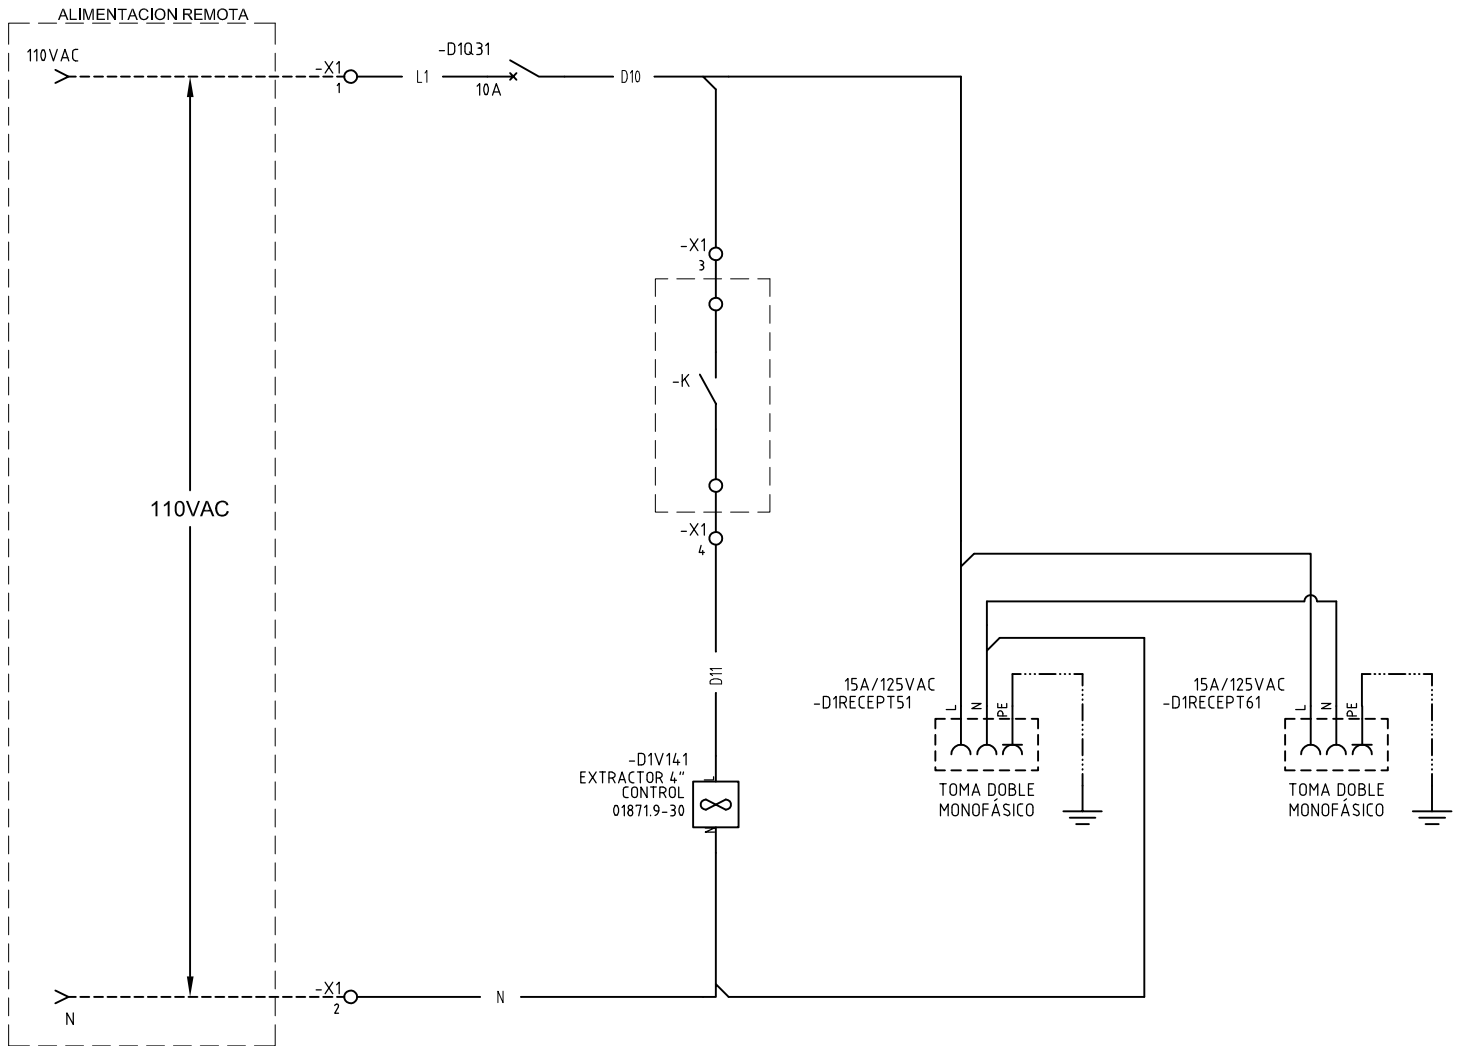 ALIMENTACION REMOTA
110VAC
-X1
1
L1
-D1Q31
10A
D10
-X1
3
-K
110VAC
-X1
4
D11
15A/125VAC
-D1RECEPT51
L
N
PE
TOMA DOBLE
MONOFÁSICO
15A/125VAC
-D1RECEPT61
L
N
PE
TOMA DOBLE
MONOFÁSICO
-D1V141
EXTRACTOR 4"
CONTROL
01871.9-30
L
N
-X1
2
N
N